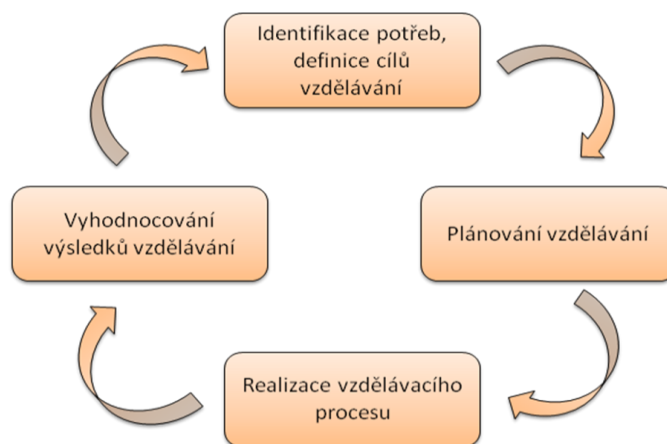 Identifikace potřeb,
definice cílů
vzdělávání
Plánování vzdělávání
Realizace vzdělávacího
procesu
Vyhodnocování
výsledků vzdělávání